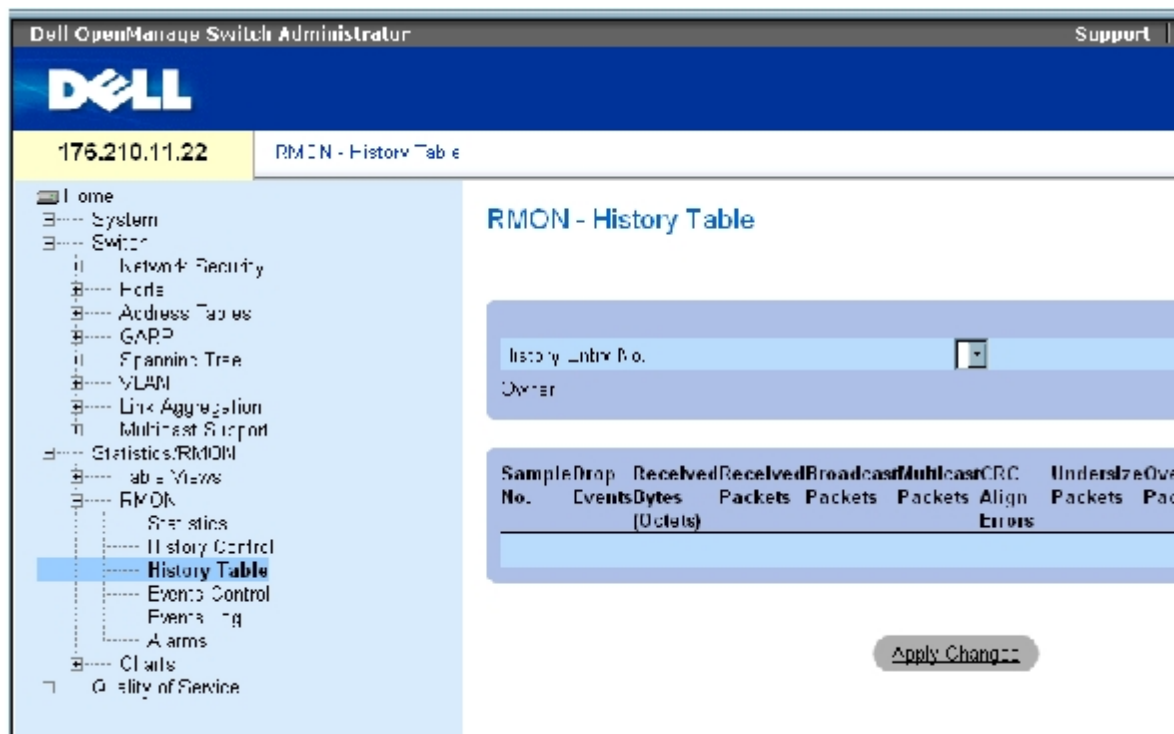 Dell OpenManage Switch Administrator
Support
DELL
176.210.11.22
RMON - History Table
Home
System
Switch
Network Security
Ports
Address Tables
GARP
Spanning Tree
VLAN
Link Aggregation
Multicast Support
Statistics/RMON
Table Views
RMON
Statistics
History Control
History Table
Events Control
Events Log
Alarms
Charts
Quality of Service
RMON - History Table
History Entry No.
Owner
Sample No. Drop Events Received Bytes (Octets) Received Packets Broadcast Packets Multicast Packets CRC Align Errors Undersize Packets
Apply Changes